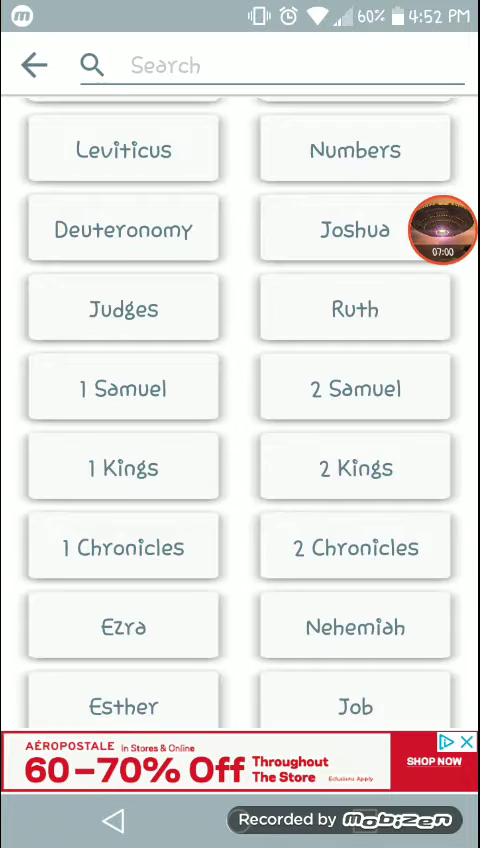 m 60% 4:52 PM
Search
Leviticus Numbers
Deuteronomy Joshua
07:00
Judges Ruth
1 Samuel 2 Samuel
1 Kings 2 Kings
1 Chronicles 2 Chronicles
Ezra Nehemiah
Esther Job
AÉROPOSTALE In Stores & Online
60–70% Off Throughout The Store
Exclusions Apply
SHOP NOW
Recorded by mobizen